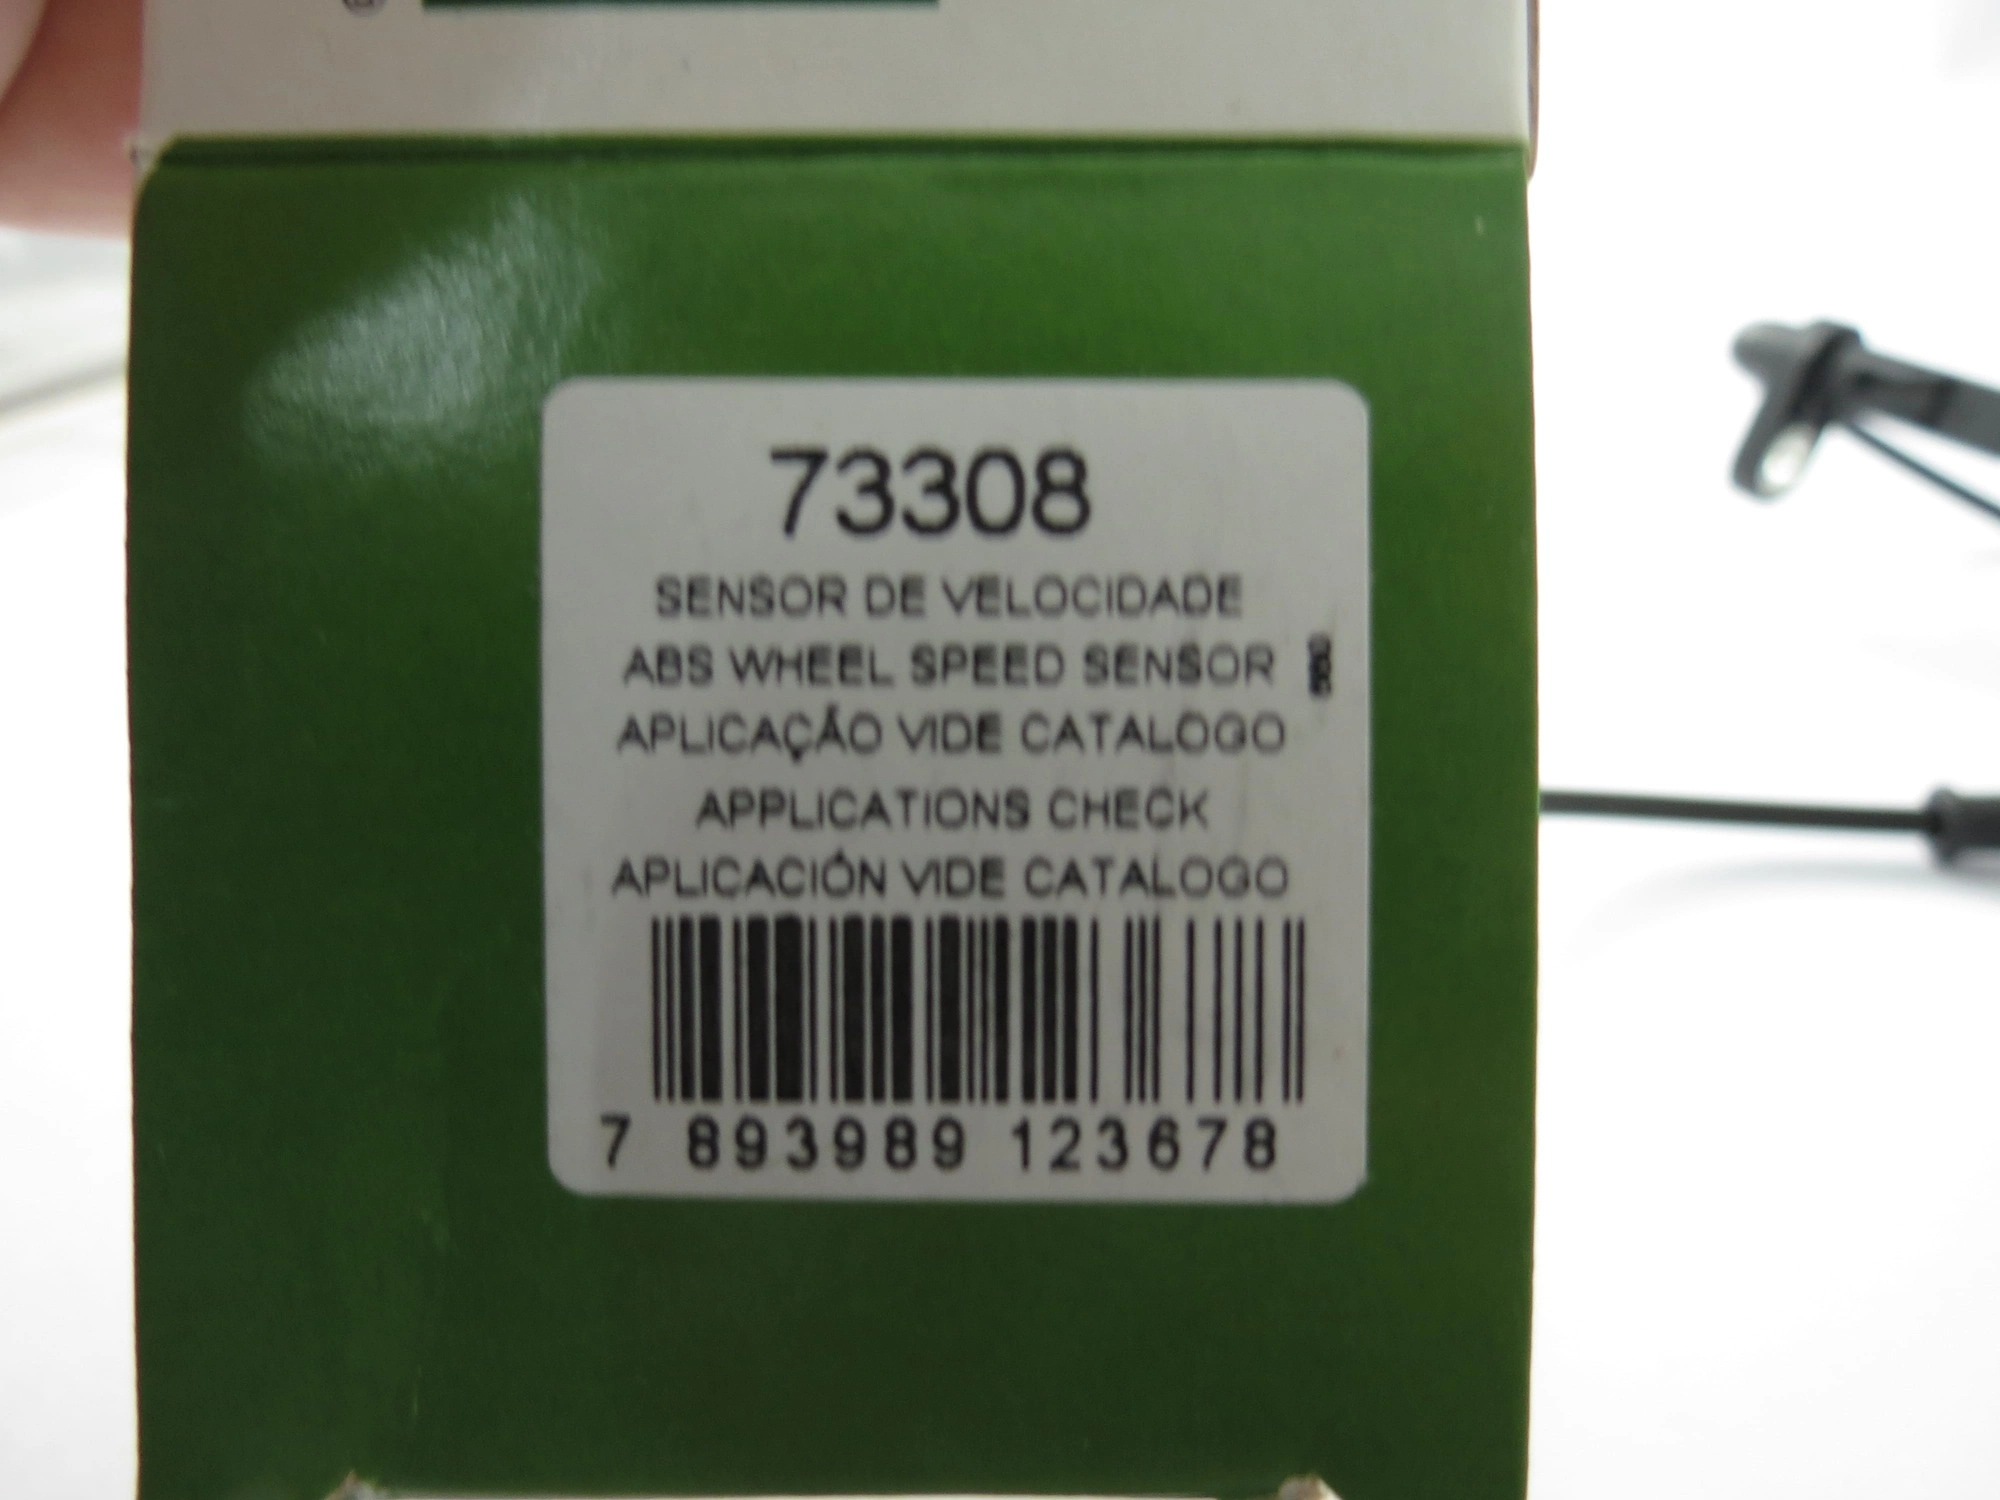 73308
SENSOR DE VELOCIDADE
ABS WHEEL SPEED SENSOR
APLICAÇÃO VIDE CATALOGO
APPLICATIONS CHECK
APLICACIÓN VIDE CATALOGO
7 893989 123678